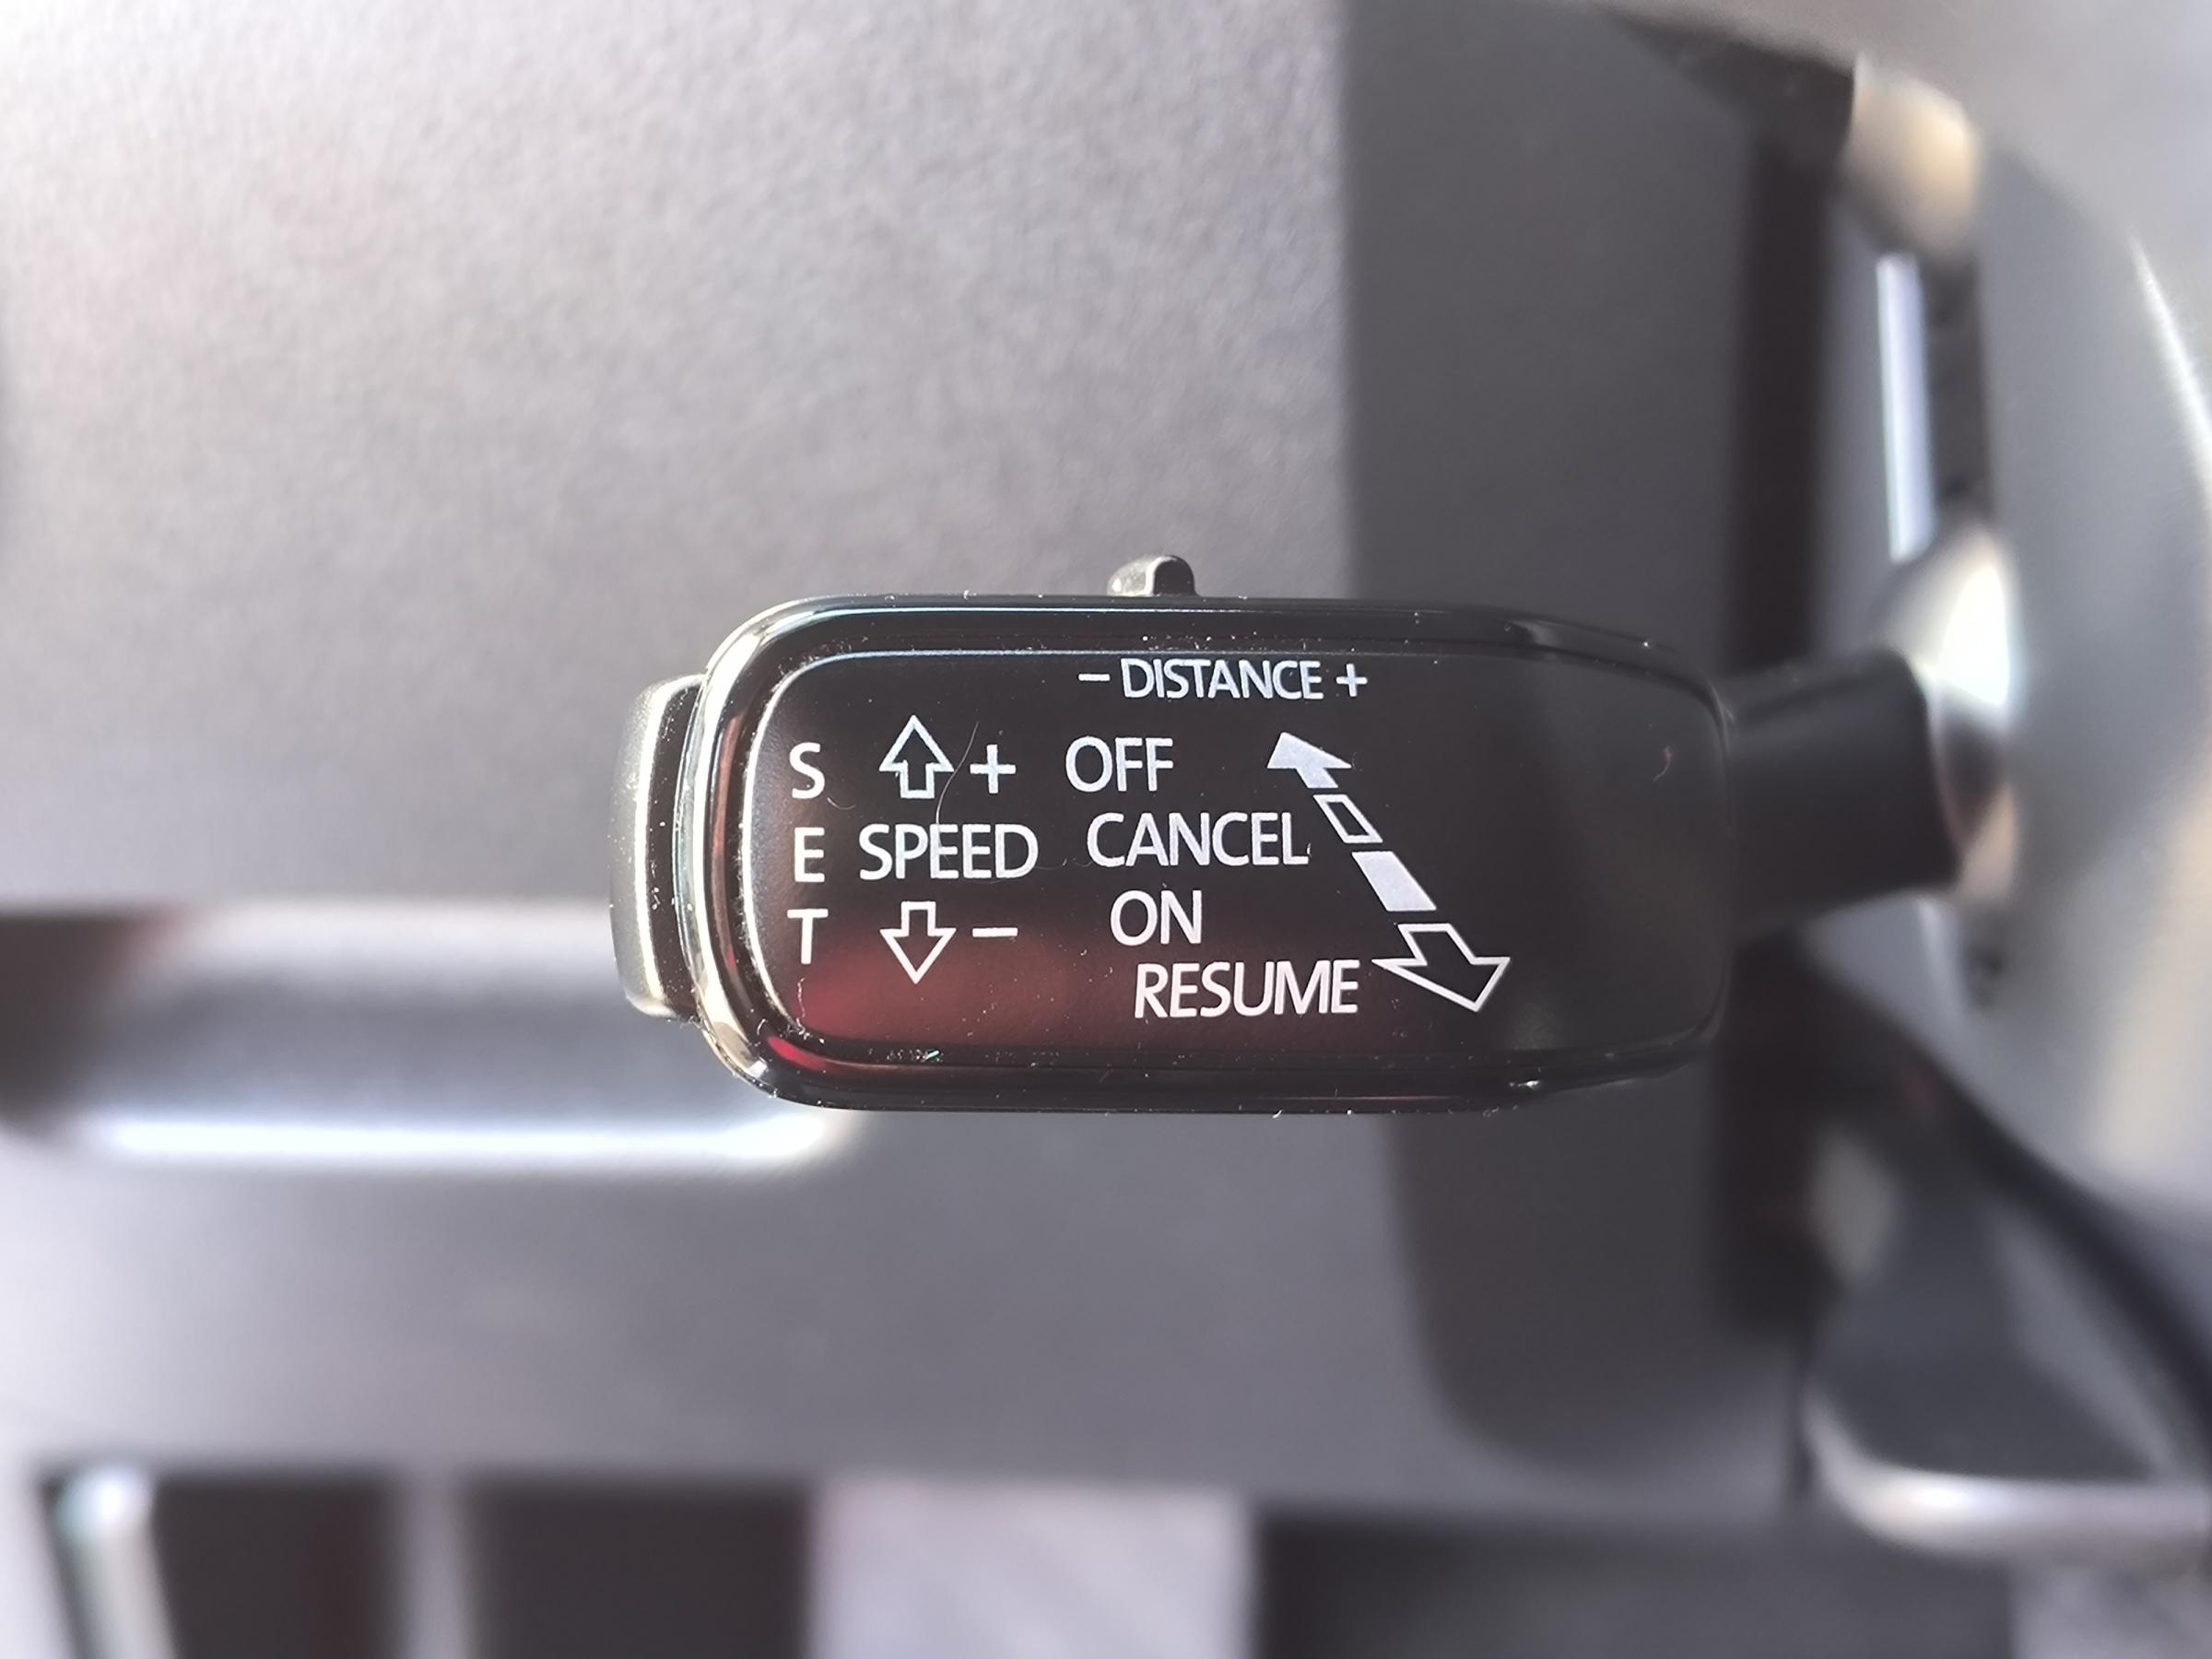 − DISTANCE +
S + OFF
E SPEED CANCEL
T − ON
RESUME